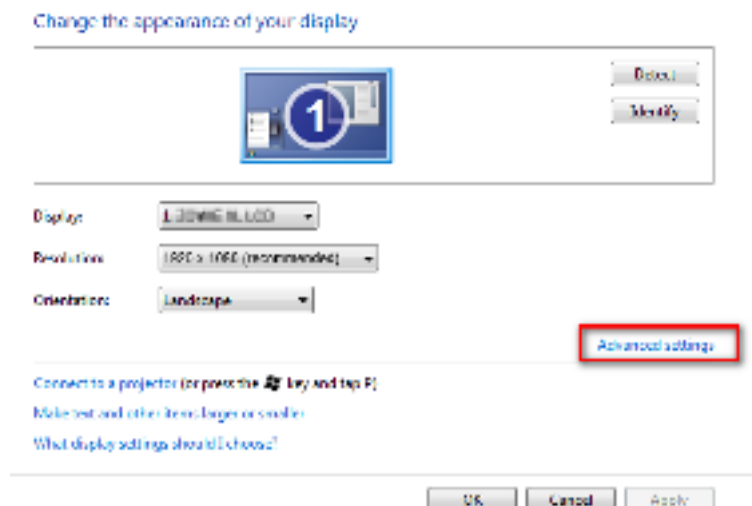 Change the appearance of your display
1
Detect
Identify
Display:
Resolution: 1920 x 1080 (recommended)
Orientation: Landscape
Advanced settings
Connect to a projector (or press the key and tap P)
Make text and other items larger or smaller
What display settings should I choose?
OK Cancel Apply